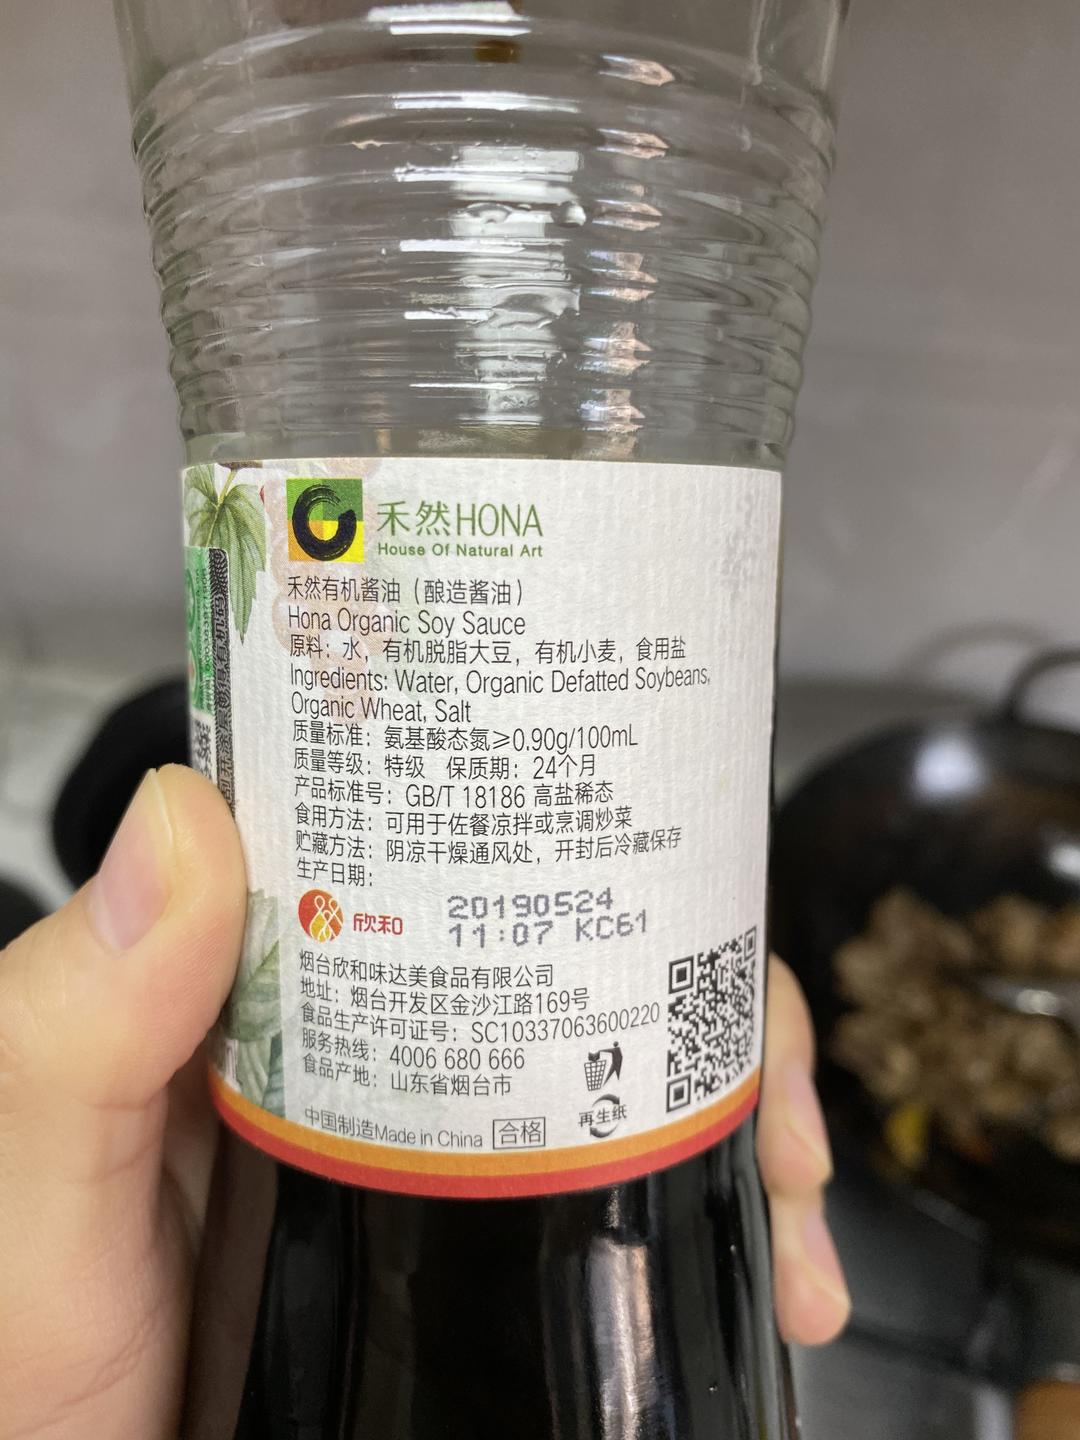 禾然HONA
House Of Natural Art
禾然有机酱油（酿造酱油）
Hona Organic Soy Sauce
原料：水，有机脱脂大豆，有机小麦，食用盐
Ingredients: Water, Organic Defatted Soybeans,
Organic Wheat, Salt
质量标准：氨基酸态氮≥0.90g/100mL
质量等级：特级 保质期：24个月
产品标准号：GB/T 18186 高盐稀态
食用方法：可用于佐餐凉拌或烹调炒菜
贮藏方法：阴凉干燥通风处，开封后冷藏保存
生产日期：
欣和
20190524
11:07 KC61
烟台欣和味达美食品有限公司
地址：烟台开发区金沙江路169号
食品生产许可证号：SC10337063600220
服务热线：4006 680 666
食品产地：山东省烟台市
再生纸
中国制造Made in China 合格